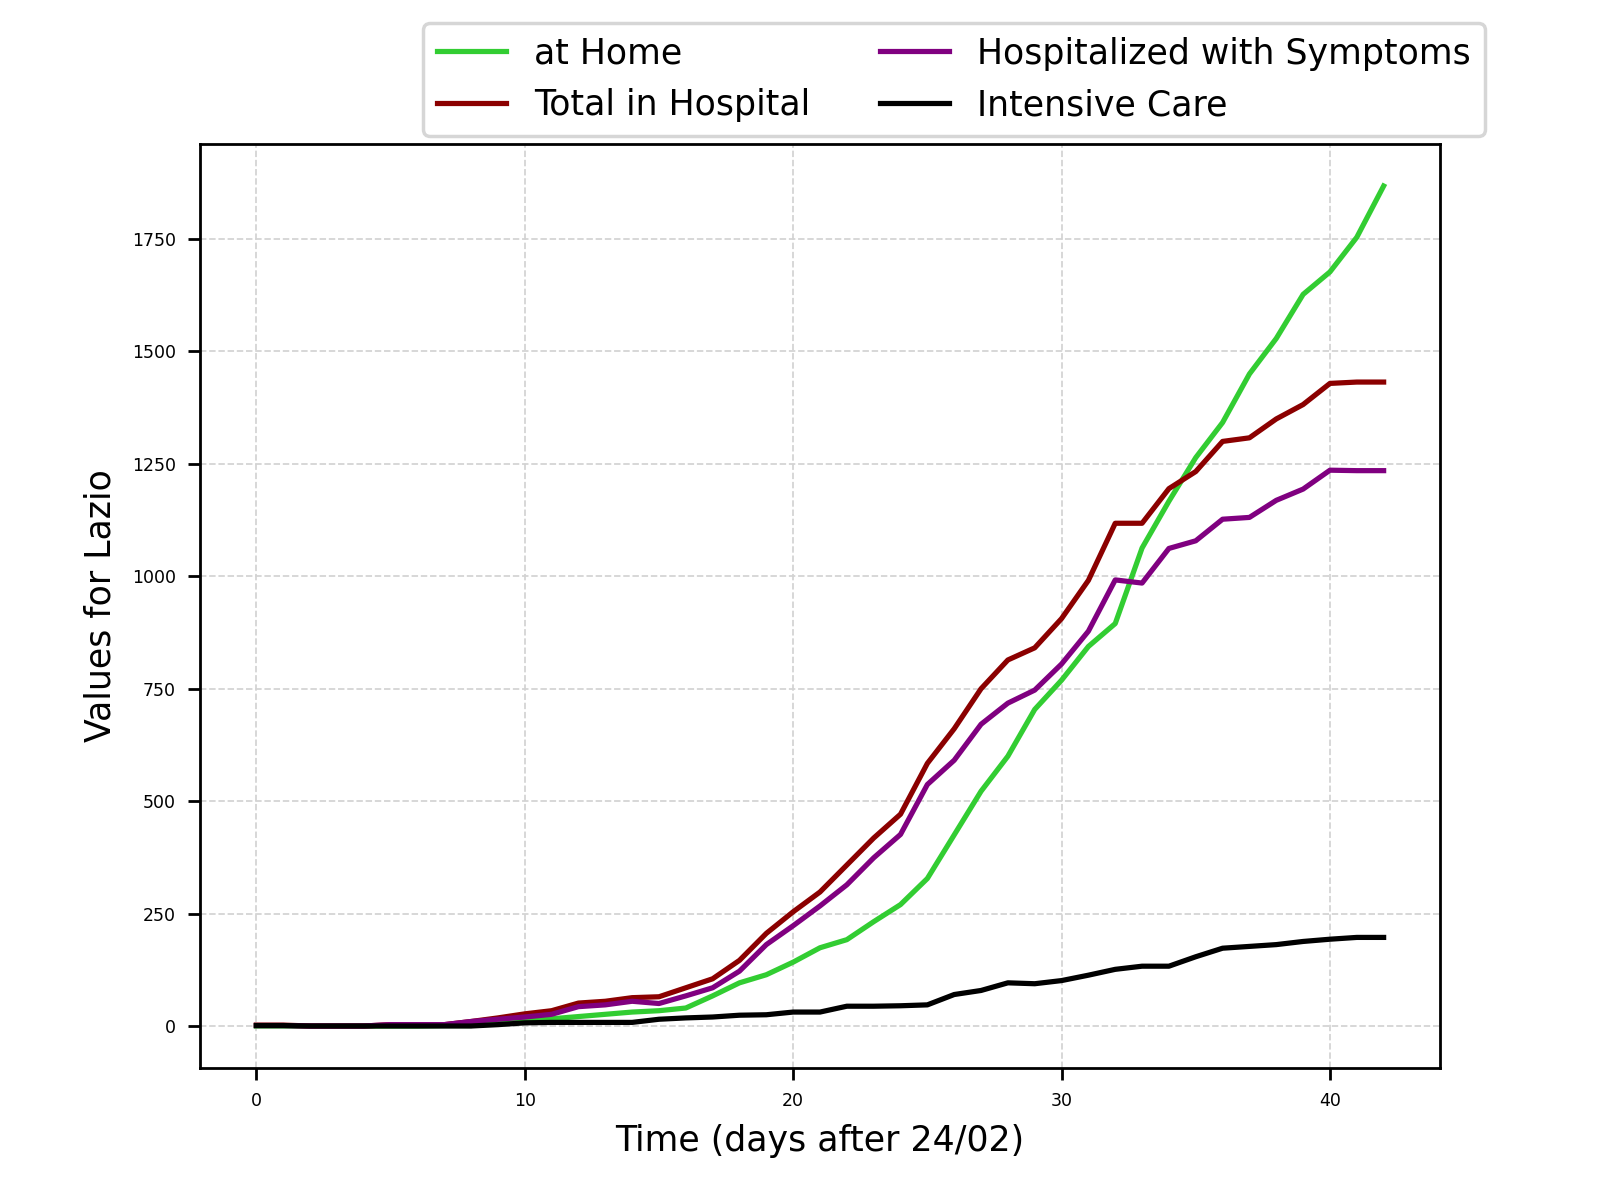 at Home
Total in Hospital
Hospitalized with Symptoms
Intensive Care
Values for Lazio
1750
1500
1250
1000
750
500
250
0
0 10 20 30 40
Time (days after 24/02)